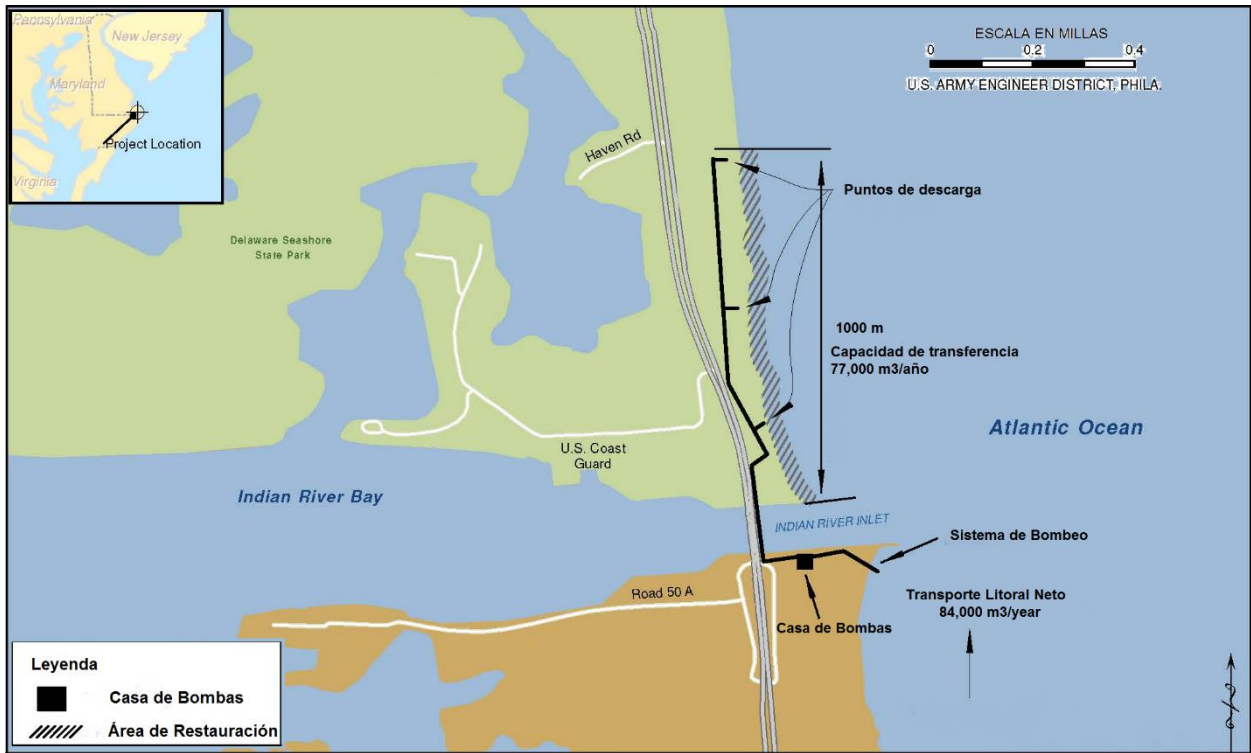 Pennsylvania
New Jersey
Maryland
Project Location
Virginia
ESCALA EN MILLAS
0 0.2 0.4
U.S. ARMY ENGINEER DISTRICT, PHILA.
Haven Rd
Puntos de descarga
Delaware Seashore
State Park
1000 m
Capacidad de transferencia
77,000 m3/año
Atlantic Ocean
U.S. Coast
Guard
Indian River Bay
INDIAN RIVER INLET
Sistema de Bombeo
Road 50 A
Transporte Litoral Neto
84,000 m3/year
Casa de Bombas
Leyenda
Casa de Bombas
Área de Restauración